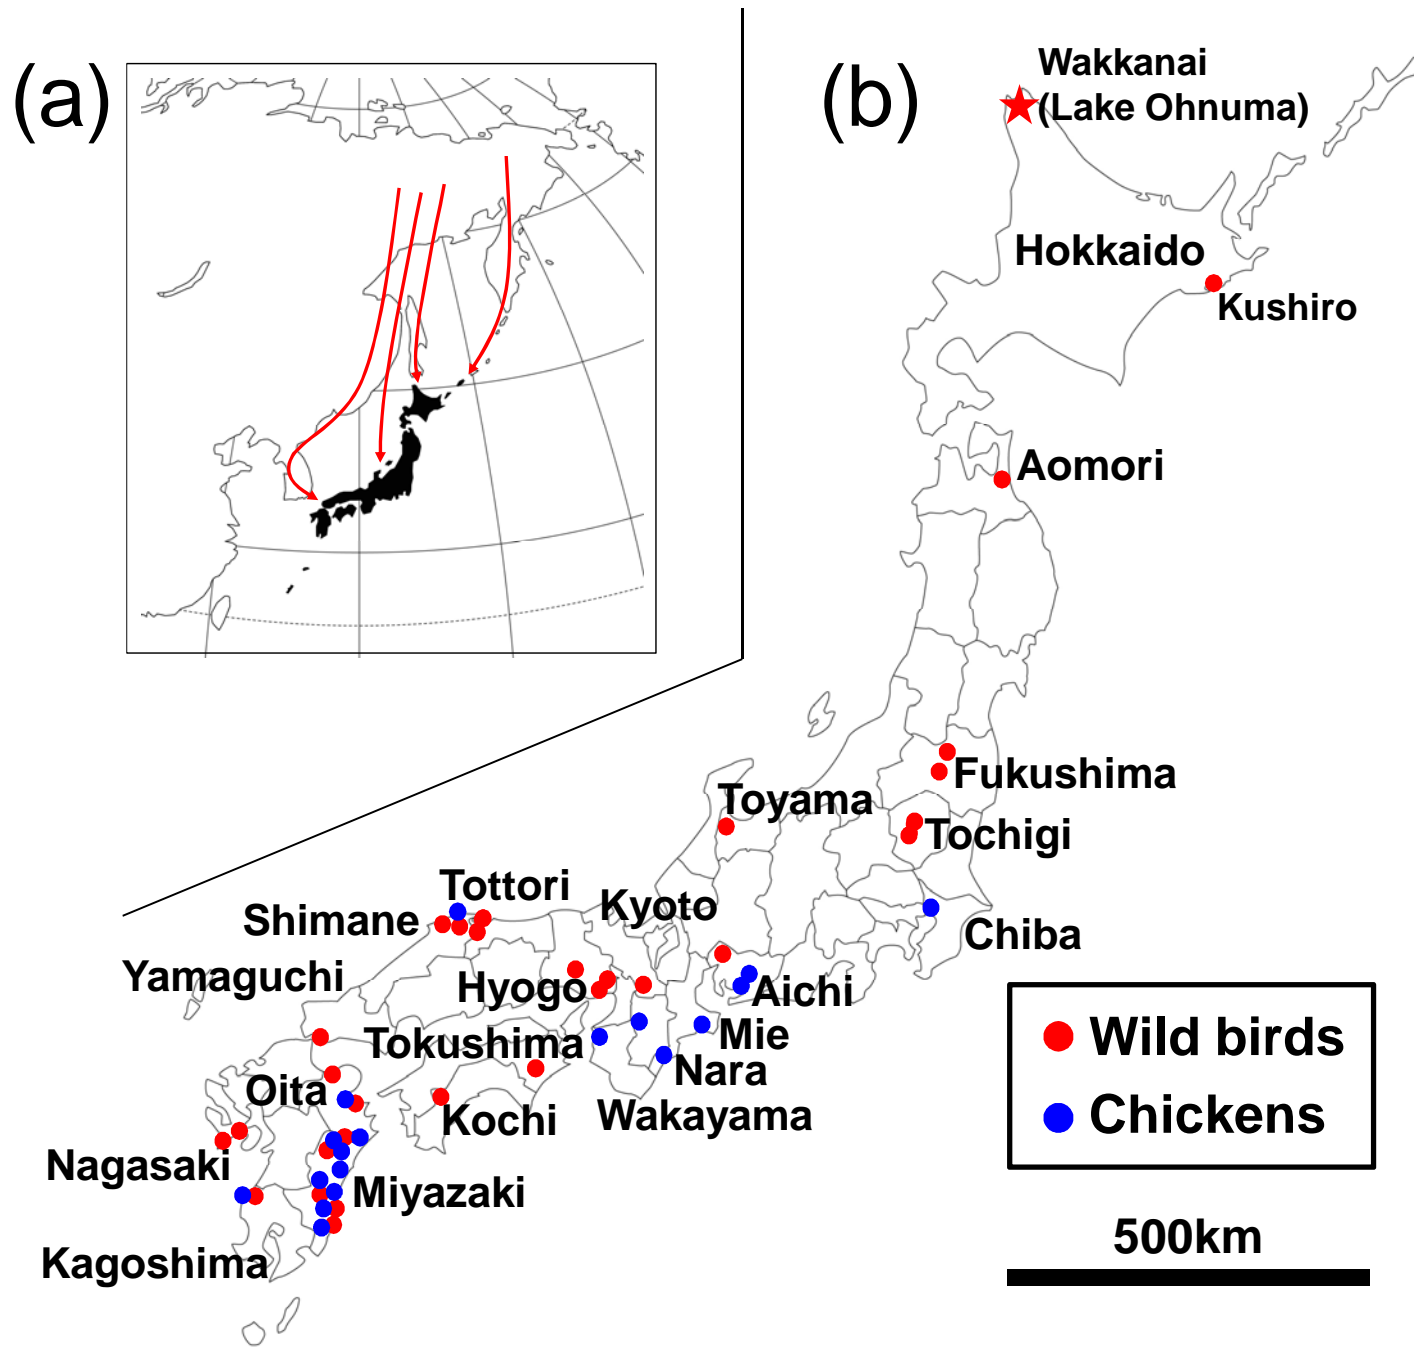 (a)
(b)
Wakkanai
(Lake Ohnuma)
Hokkaido
Kushiro
Aomori
Fukushima
Toyama
Tochigi
Tottori
Kyoto
Shimane
Chiba
Yamaguchi
Hyogo
Aichi
Mie
Tokushima
Nara
Oita
Kochi
Wakayama
Nagasaki
Miyazaki
Kagoshima
Wild birds
Chickens
500km